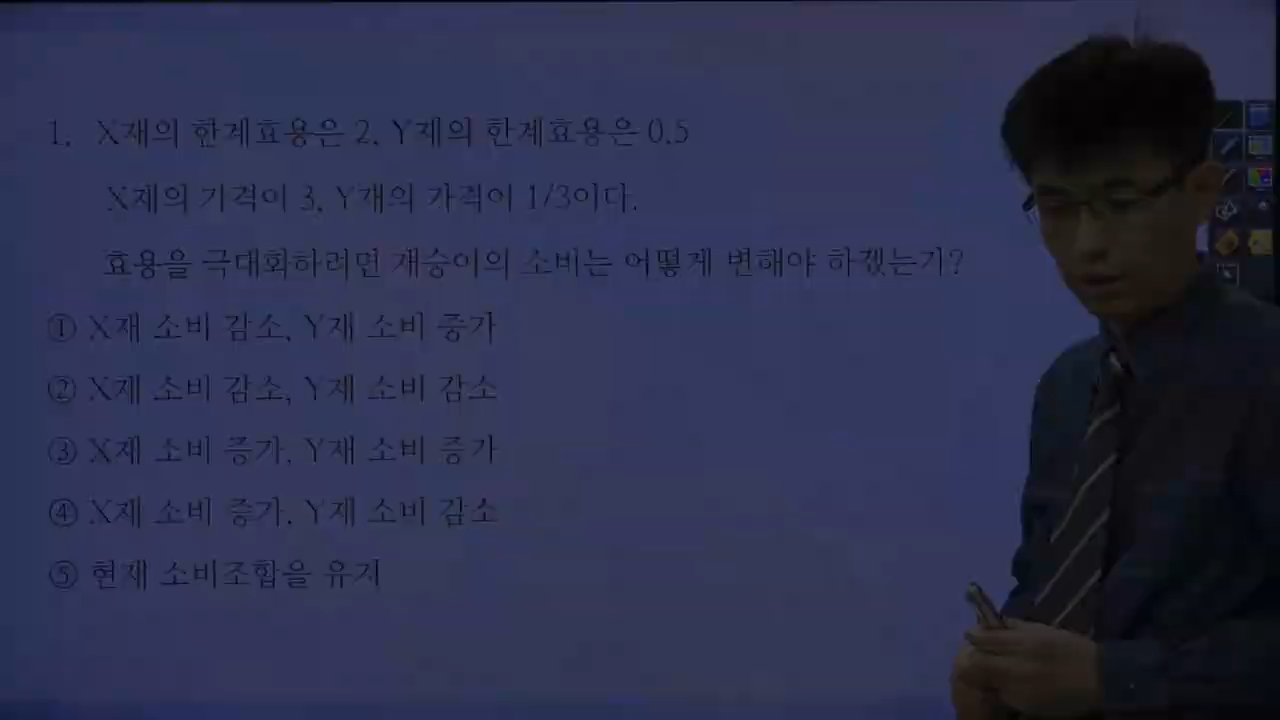 1. X재의 한계효용은 2, Y재의 한계효용은 0.5
X재의 가격이 3, Y개의 가격이 1/3이다.
효용을 극대화하려면 재승이의 소비는 어떻게 변해야 하겠는가?
① X재 소비 감소, Y재 소비 증가
② X재 소비 감소, Y재 소비 감소
③ X재 소비 증가, Y재 소비 증가
④ X재 소비 증가, Y재 소비 감소
⑤ 현재 소비조합을 유지